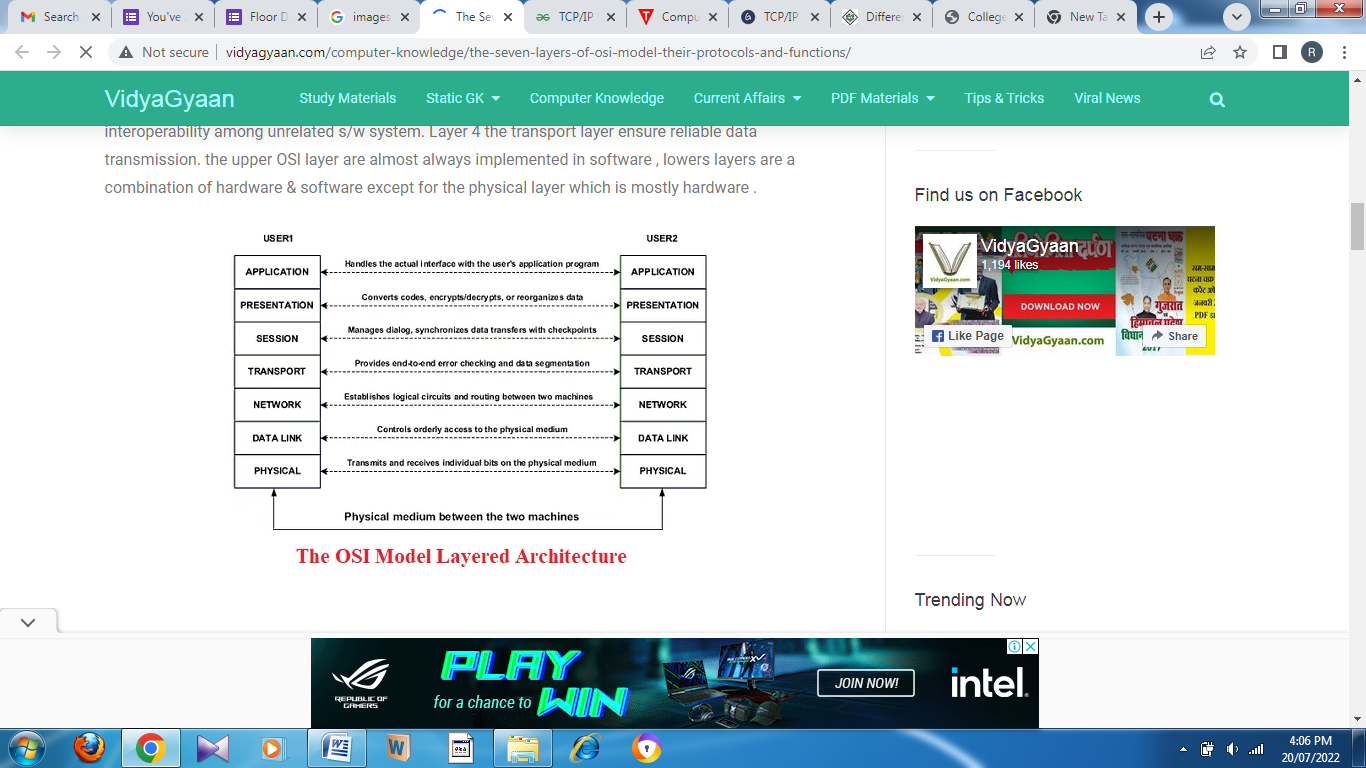 Search
You've
Floor D
images
The Sev
TCP/IP
Compu
TCP/IP
Differe
College
New Ta
Not secure
vidyagyaan.com/computer-knowledge/the-seven-layers-of-osi-model-their-protocols-and-functions/
R
VidyaGyaan
Study Materials
Static GK
Computer Knowledge
Current Affairs
PDF Materials
Tips & Tricks
Viral News
interoperability among unrelated s/w system. Layer 4 the transport layer ensure reliable data
transmission. the upper OSI layer are almost always implemented in software , lowers layers are a
combination of hardware & software except for the physical layer which is mostly hardware .
USER1
USER2
APPLICATION
Handles the actual interface with the user's application program
APPLICATION
PRESENTATION
Converts codes, encrypts/decrypts, or reorganizes data
PRESENTATION
SESSION
Manages dialog, synchronizes data transfers with checkpoints
SESSION
TRANSPORT
Provides end-to-end error checking and data segmentation
TRANSPORT
NETWORK
Establishes logical circuits and routing between two machines
NETWORK
DATA LINK
Controls orderly access to the physical medium
DATA LINK
PHYSICAL
Transmits and receives individual bits on the physical medium
PHYSICAL
Physical medium between the two machines
The OSI Model Layered Architecture
Find us on Facebook
VidyaGyaan
1,194 likes
VidyaGyaan.com
DOWNLOAD NOW
घटना चक्र
गुजरात
हिमाचल प्रदेश
2017
Like Page
VidyaGyaan.com
Share
Trending Now
REPUBLIC OF
GAMERS
PLAY
for a chance to WIN
JOIN NOW!
intel.
4:06 PM
20/07/2022